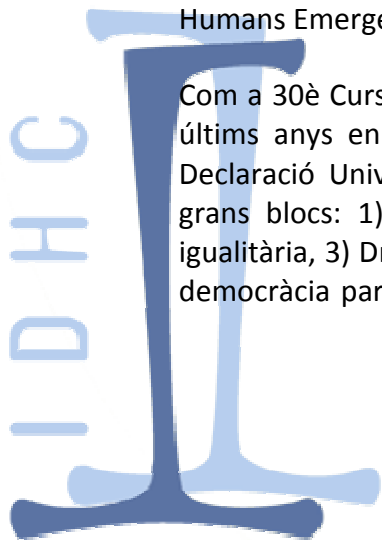 Humans Emerge
Com a 30è Curs
últims anys en
Declaració Univ
grans blocs: 1)
igualitària, 3) Dr
democràcia par
IDHC